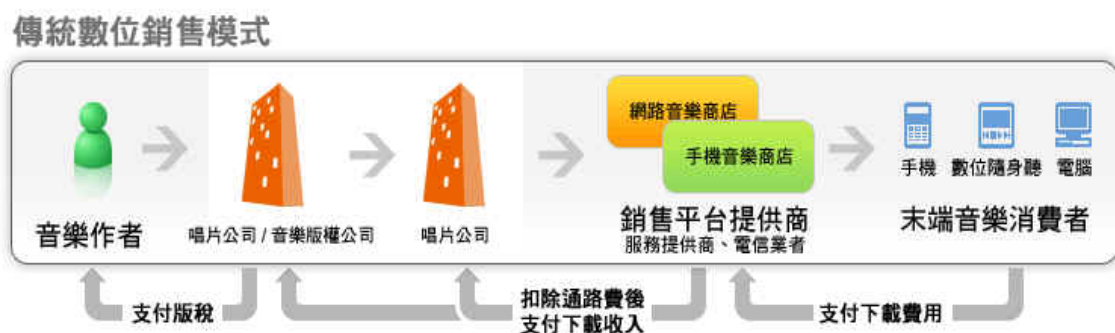 傳統數位銷售模式
網路音樂商店
手機音樂商店
手機
數位隨身聽
電腦
音樂作者
唱片公司 / 音樂版權公司
唱片公司
銷售平台提供商
服務提供商、電信業者
末端音樂消費者
支付版稅
扣除通路費後
支付下載收入
支付下載費用